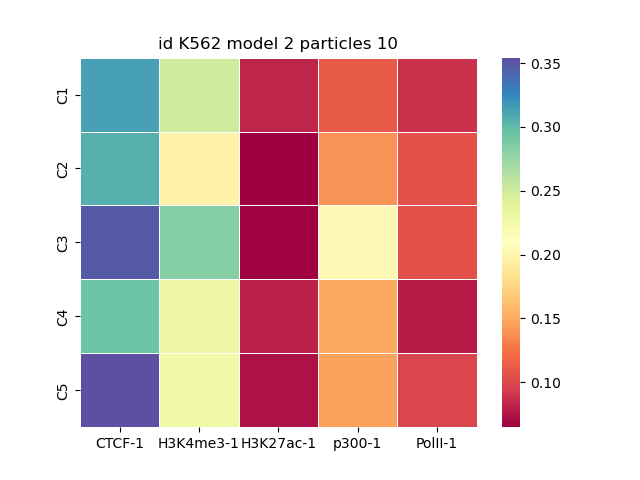 id K562 model 2 particles 10
C1
C2
C3
C4
C5
CTCF-1 H3K4me3-1 H3K27ac-1 p300-1 PolII-1
0.35
0.30
0.25
0.20
0.15
0.10